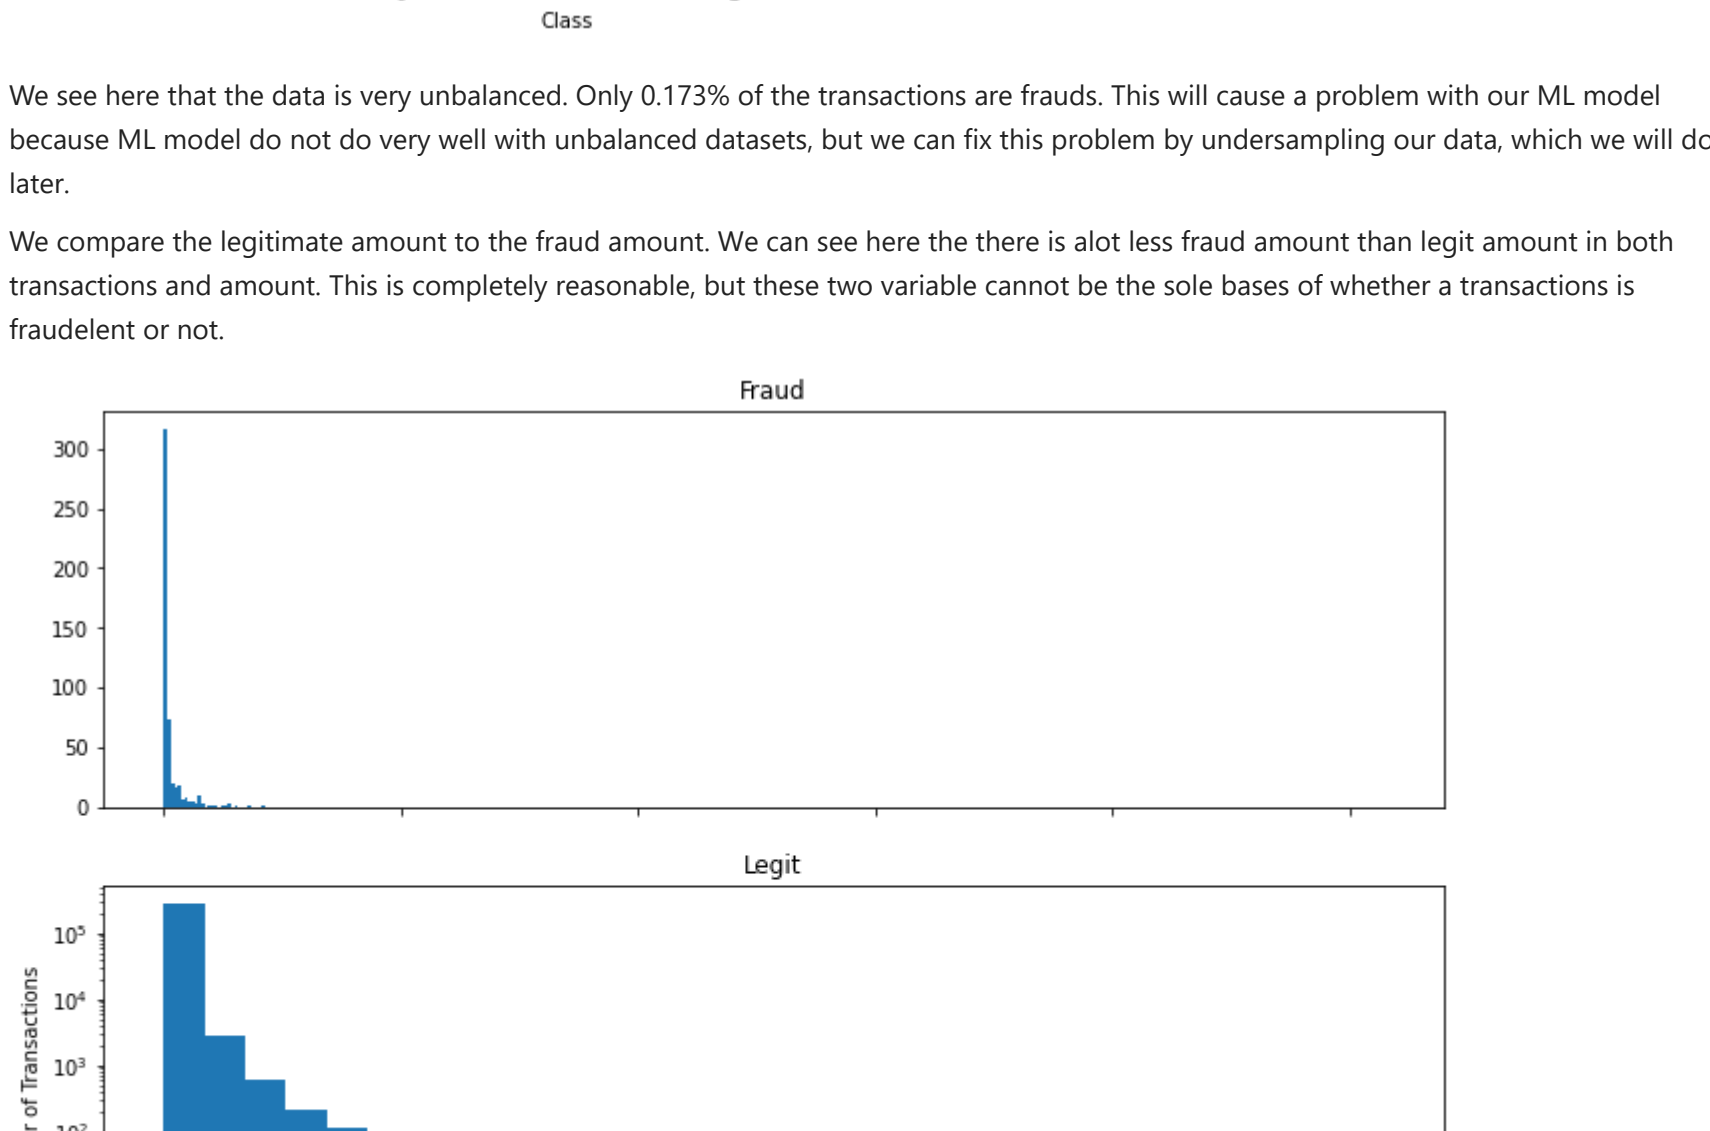 Class
We see here that the data is very unbalanced. Only 0.173% of the transactions are frauds. This will cause a problem with our ML model
because ML model do not do very well with unbalanced datasets, but we can fix this problem by undersampling our data, which we will do
later.
We compare the legitimate amount to the fraud amount. We can see here the there is alot less fraud amount than legit amount in both
transactions and amount. This is completely reasonable, but these two variable cannot be the sole bases of whether a transactions is
fraudelent or not.
Fraud
300
250
200
150
100
50
0
Legit
10⁵
10⁴
10³
10²
of Transactions